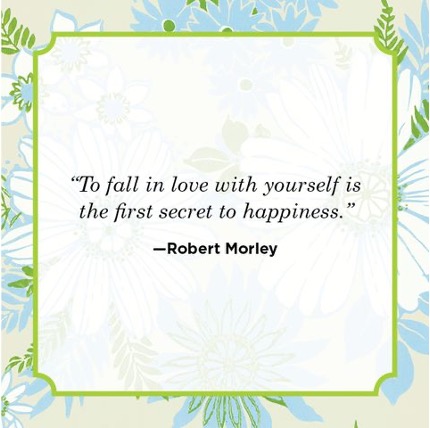 “To fall in love with yourself is
the first secret to happiness.”
—Robert Morley